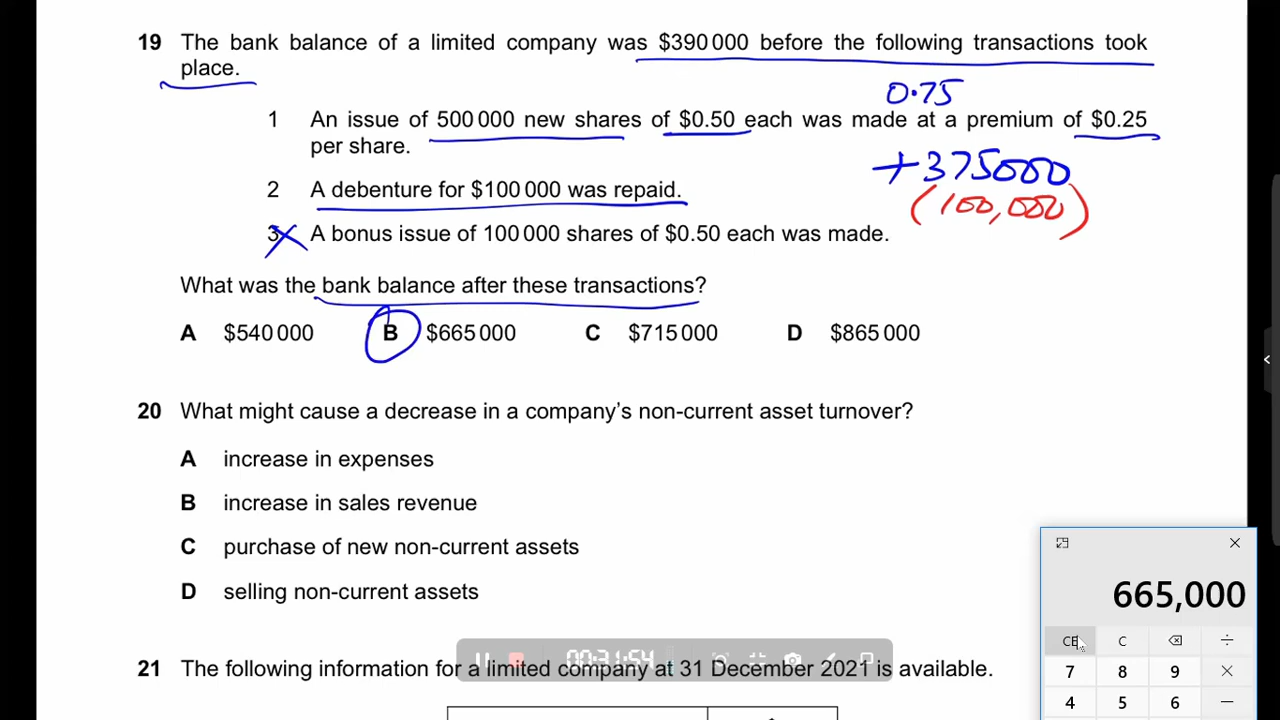 19 The bank balance of a limited company was $390 000 before the following transactions took
place.
0.75
1 An issue of 500 000 new shares of $0.50 each was made at a premium of $0.25
per share.
+375000
2 A debenture for $100 000 was repaid.
(100,000)
3 A bonus issue of 100 000 shares of $0.50 each was made.
What was the bank balance after these transactions?
A $540 000 B $665 000 C $715 000 D $865 000
20 What might cause a decrease in a company's non-current asset turnover?
A increase in expenses
B increase in sales revenue
C purchase of new non-current assets
D selling non-current assets
665,000
CE C ÷
00:31:54
21 The following information for a limited company at 31 December 2021 is available.
7 8 9 ×
4 5 6 −